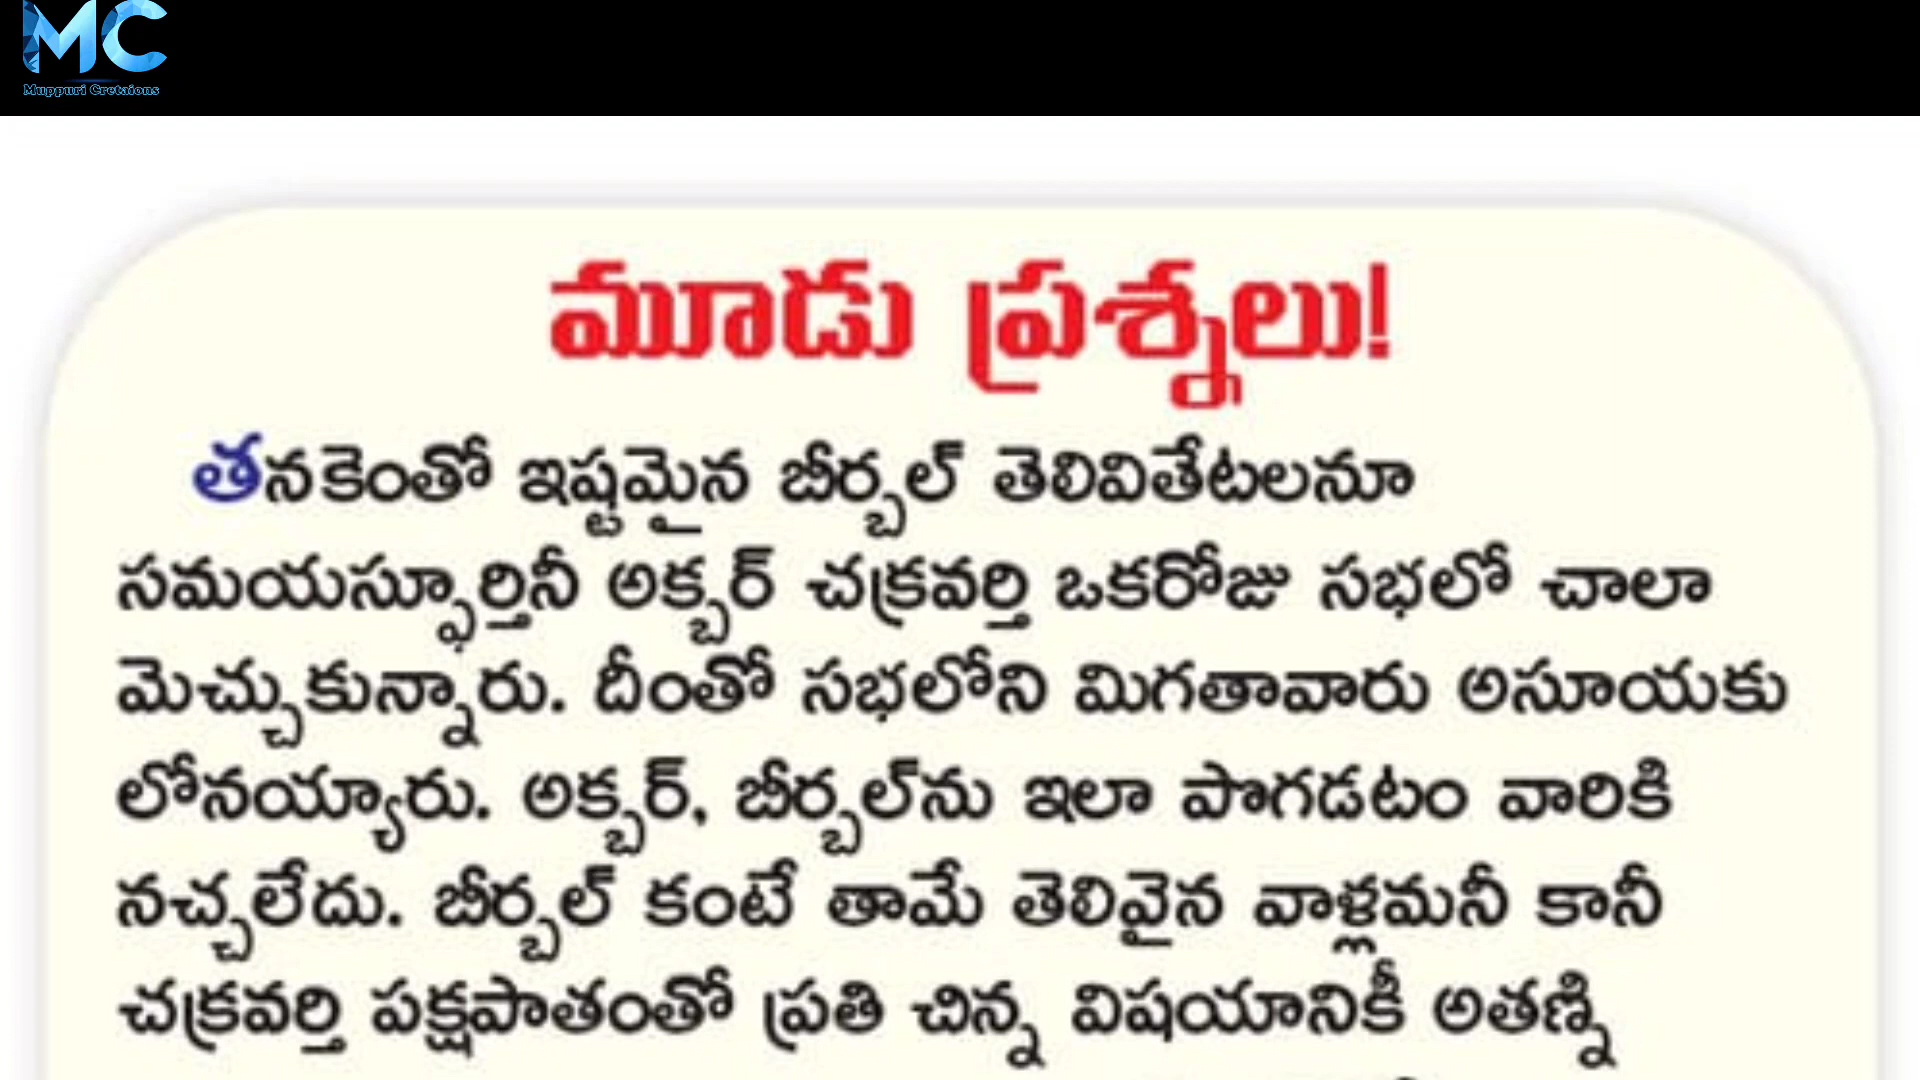 MC
Muppuri Cretaions
మూడు ప్రశ్నలు!
తనకెంతో ఇష్టమైన బీర్బల్ తెలివితేటలనూ
సమయస్ఫూర్తినీ అక్బర్ చక్రవర్తి ఒకరోజు సభలో చాలా
మెచ్చుకున్నారు. దీంతో సభలోని మిగతావారు అసూయకు
లోనయ్యారు. అక్బర్, బీర్బల్‌ను ఇలా పొగడటం వారికి
నచ్చలేదు. బీర్బల్ కంటే తామే తెలివైన వాళ్లమనీ కానీ
చక్రవర్తి పక్షపాతంతో ప్రతి చిన్న విషయానికీ అతణ్ని